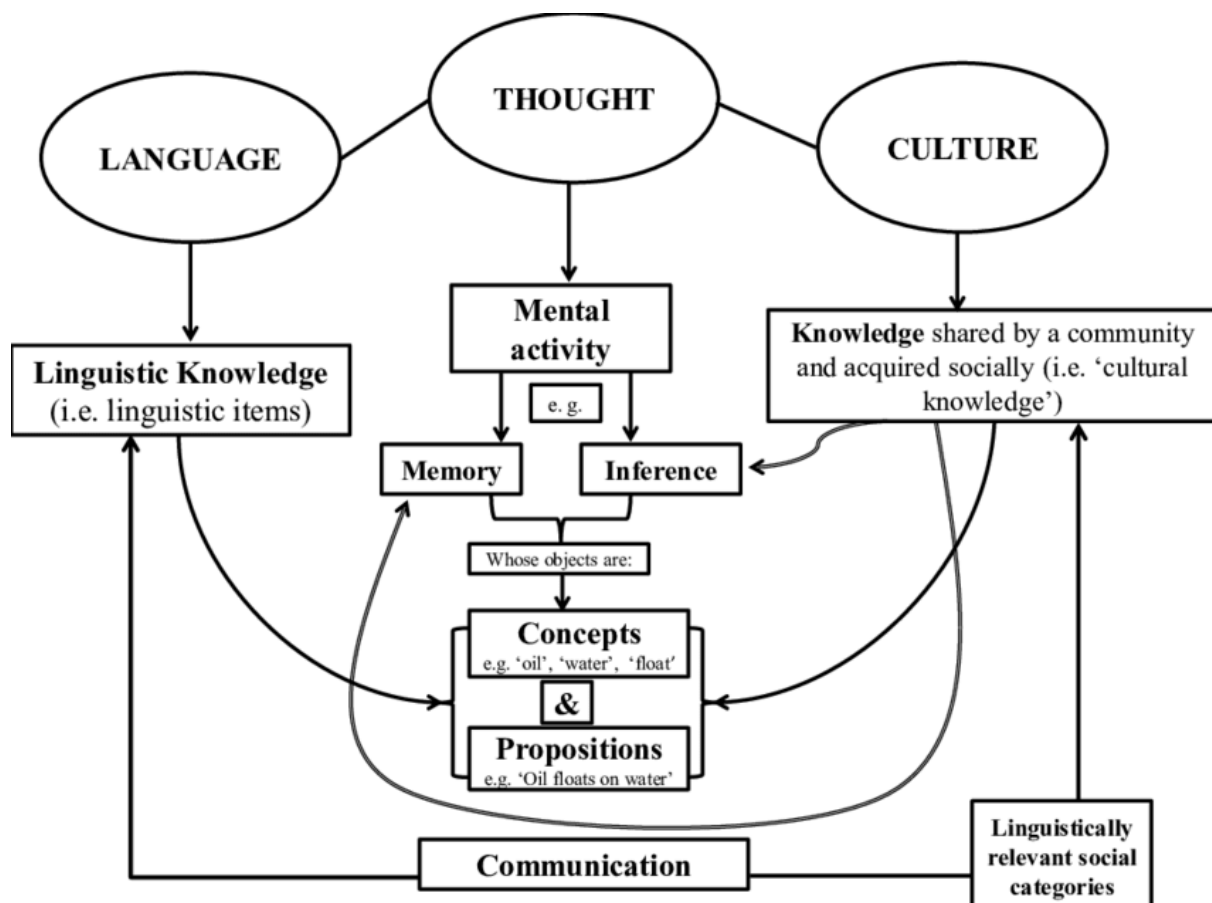 THOUGHT
LANGUAGE
CULTURE
Mental
activity
Knowledge shared by a community
and acquired socially (i.e. ‘cultural
knowledge’)
Linguistic Knowledge
(i.e. linguistic items)
e. g.
Memory
Inference
Whose objects are:
Concepts
e.g. ‘oil’, ‘water’, ‘float’
&
Propositions
e.g. ‘Oil floats on water’
Communication
Linguistically
relevant social
categories